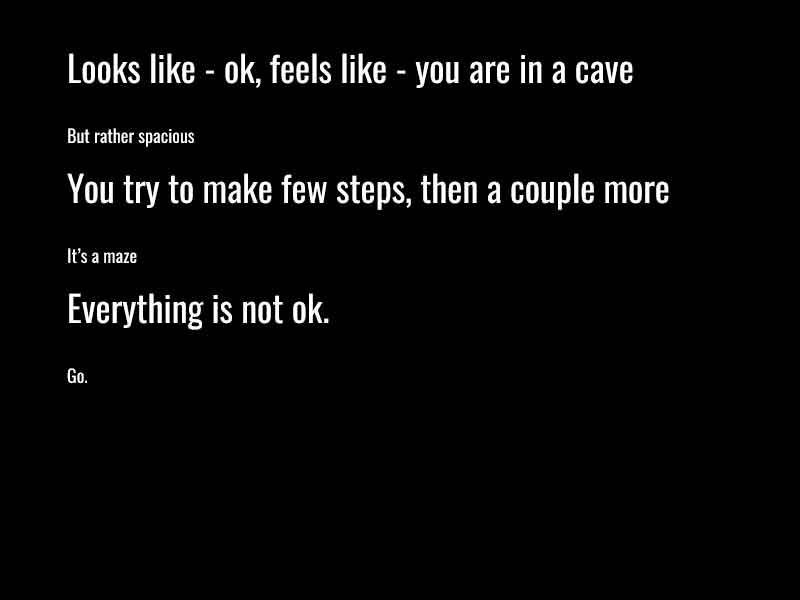 Looks like - ok, feels like - you are in a cave
But rather spacious
You try to make few steps, then a couple more
It’s a maze
Everything is not ok.
Go.